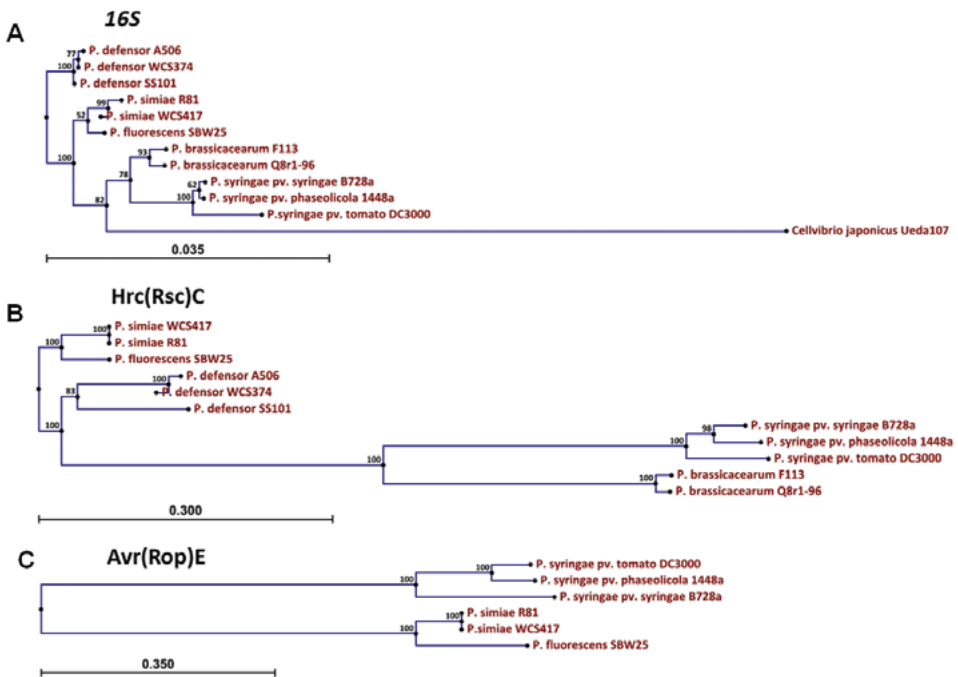 16S
A
77
P. defensor A506
100
P. defensor WCS374
P. defensor SS101
99
P. simiae R81
52
P. simiae WCS417
P. fluorescens SBW25
100
93
P. brassicacearum F113
78
P. brassicacearum Q8r1-96
62
P. syringae pv. syringae B728a
100
P. syringae pv. phaseolicola 1448a
82
P.syringae pv. tomato DC3000
Cellvibrio japonicus Ueda107
0.035
Hrc(Rsc)C
B
100
P. simiae WCS417
100
P. simiae R81
P. fluorescens SBW25
100
P. defensor A506
83
P. defensor WCS374
P. defensor SS101
100
98
P. syringae pv. syringae B728a
100
P. syringae pv. phaseolicola 1448a
P. syringae pv. tomato DC3000
100
P. brassicacearum F113
100
P. brassicacearum Q8r1-96
0.300
C
Avr(Rop)E
100
P. syringae pv. tomato DC3000
100
P. syringae pv. phaseolicola 1448a
P. syringae pv. syringae B728a
100
P. simiae R81
100
P.simiae WCS417
P. fluorescens SBW25
0.350